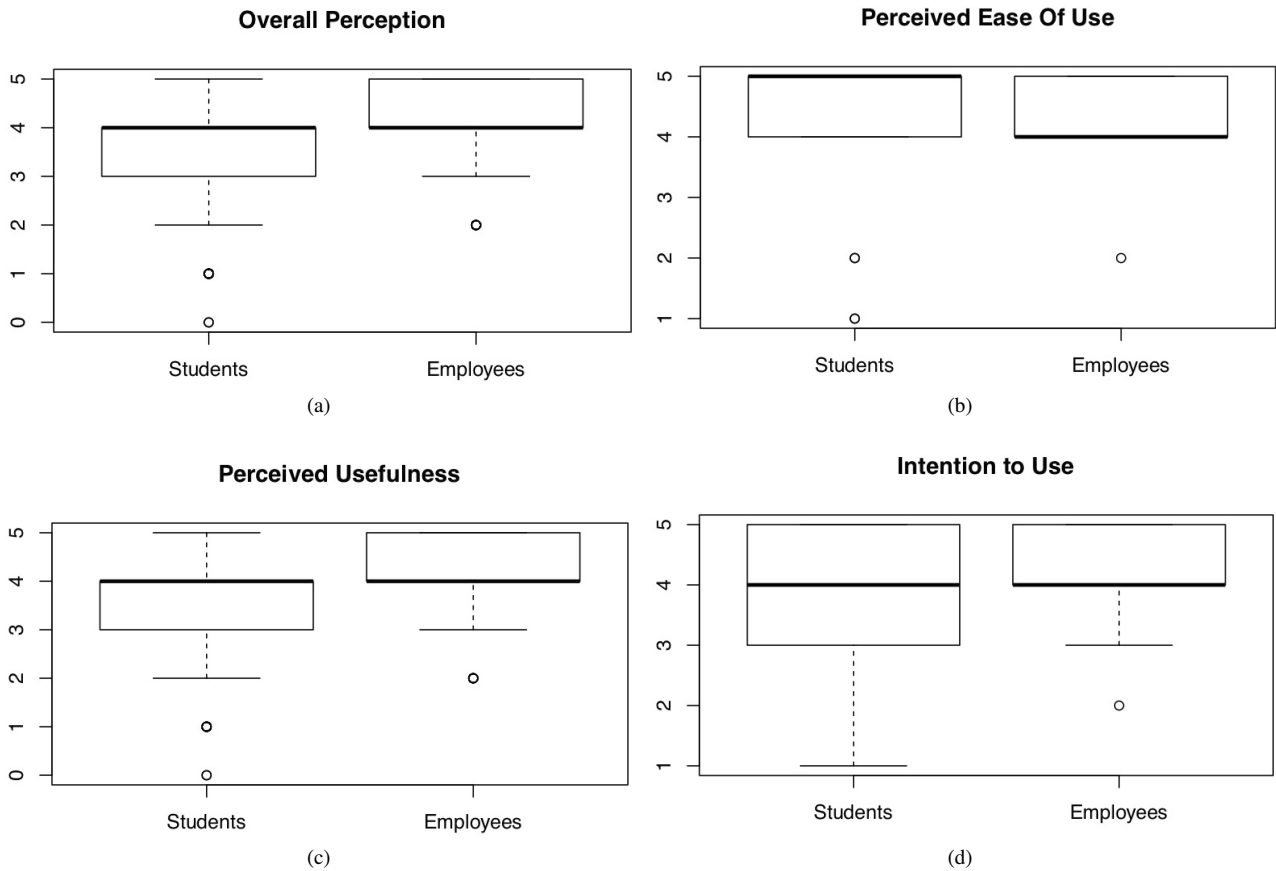 Overall Perception
5
4
3
2
1
0
Students Employees
(a)
Perceived Ease Of Use
5
4
3
2
1
Students Employees
(b)
Perceived Usefulness
5
4
3
2
1
0
Students Employees
(c)
Intention to Use
5
4
3
2
1
Students Employees
(d)